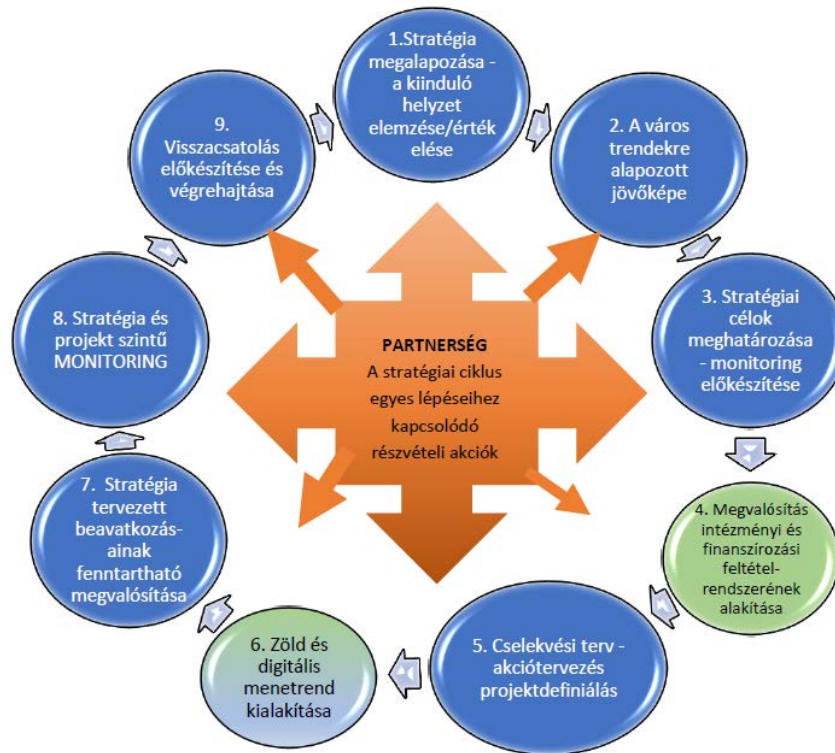 1.Stratégia
megalapozása -
a kiinduló
helyzet
elemzése/érték
elése
2. A város
trendekre
alapozott
jövőképe
3. Stratégiai
célok
meghatározása
- monitoring
előkészítése
4. Megvalósítás
intézményi és
finanszírozási
feltétel-
rendszerének
alakítása
5. Cselekvési terv -
akciótervezés
projektdefiniálás
6. Zöld és
digitális
menetrend
kialakítása
7. Stratégia
tervezett
beavatkozás-
ainak
fenntartható
megvalósítása
8. Stratégia és
projekt szintű
MONITORING
9.
Visszacsatolás
előkészítése és
végrehajtása
PARTNERSÉG
A stratégiai ciklus
egyes lépéseihez
kapcsolódó
részvételi akciók